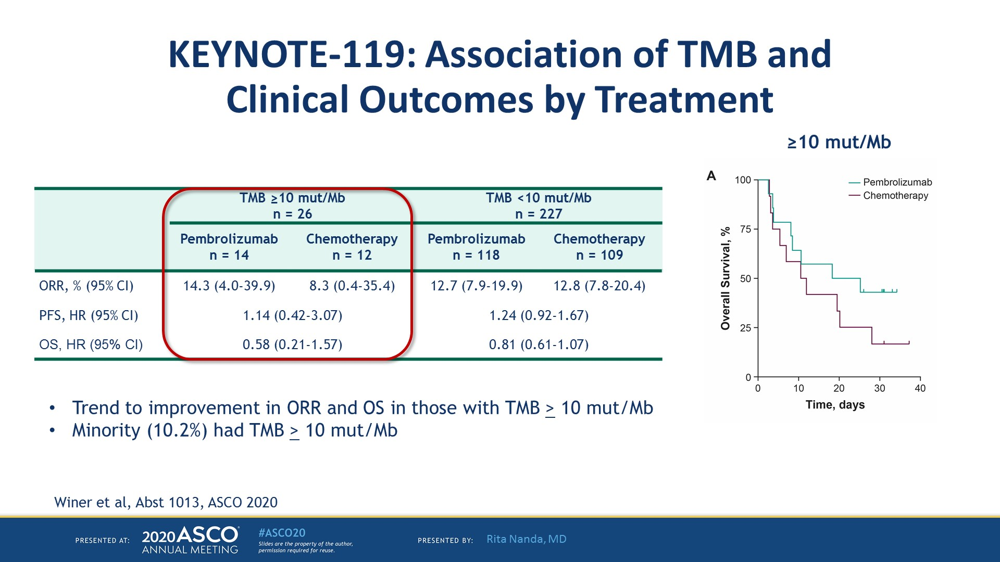 KEYNOTE-119: Association of TMB and
Clinical Outcomes by Treatment
≥10 mut/Mb
TMB ≥10 mut/Mb
n = 26
TMB <10 mut/Mb
n = 227
Pembrolizumab
n = 14
Chemotherapy
n = 12
Pembrolizumab
n = 118
Chemotherapy
n = 109
ORR, % (95% CI) 14.3 (4.0-39.9) 8.3 (0.4-35.4) 12.7 (7.9-19.9) 12.8 (7.8-20.4)
PFS, HR (95% CI) 1.14 (0.42-3.07) 1.24 (0.92-1.67)
OS, HR (95% CI) 0.58 (0.21-1.57) 0.81 (0.61-1.07)
A
Pembrolizumab
Chemotherapy
Overall Survival, %
100
75
50
25
0
0 10 20 30 40
Time, days
• Trend to improvement in ORR and OS in those with TMB ≥ 10 mut/Mb
• Minority (10.2%) had TMB ≥ 10 mut/Mb
Winer et al, Abst 1013, ASCO 2020
PRESENTED AT:
2020 ASCO®
ANNUAL MEETING
#ASCO20
Slides are the property of the author,
permission required for reuse.
PRESENTED BY: Rita Nanda, MD